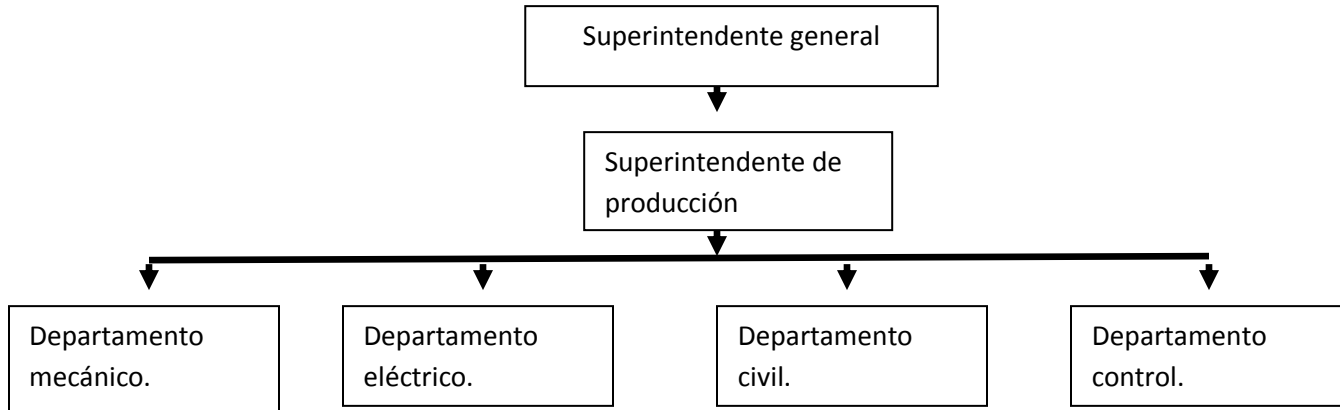 Superintendente general
Superintendente de
producción
Departamento
mecánico.
Departamento
eléctrico.
Departamento
civil.
Departamento
control.